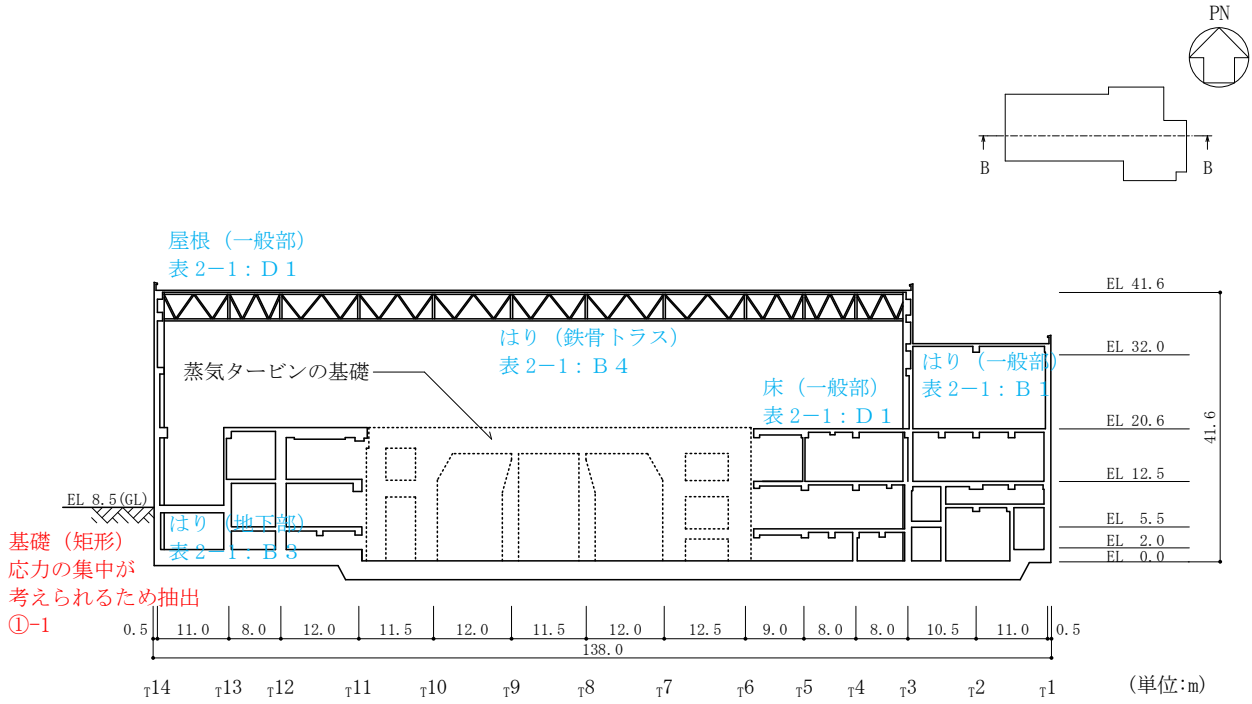 PN
B
B
屋根（一般部）
表 2－1：Ｄ1
EL 41.6
はり（鉄骨トラス）
表 2－1：Ｂ4
EL 32.0
はり（一般部）
表 2－1：Ｂ1
蒸気タービンの基礎
床（一般部）
表 2－1：Ｄ1
EL 20.6
41.6
EL 12.5
EL 8.5(GL)
はり（地下部）
表 2－1：Ｂ3
EL 5.5
EL 2.0
EL 0.0
基礎（矩形）
応力の集中が
考えられるため抽出
①-1
0.5 11.0 8.0 12.0 11.5 12.0 11.5 12.0 12.5 9.0 8.0 8.0 10.5 11.0 0.5
138.0
T14 T13 T12 T11 T10 T9 T8 T7 T6 T5 T4 T3 T2 T1
(単位:m)